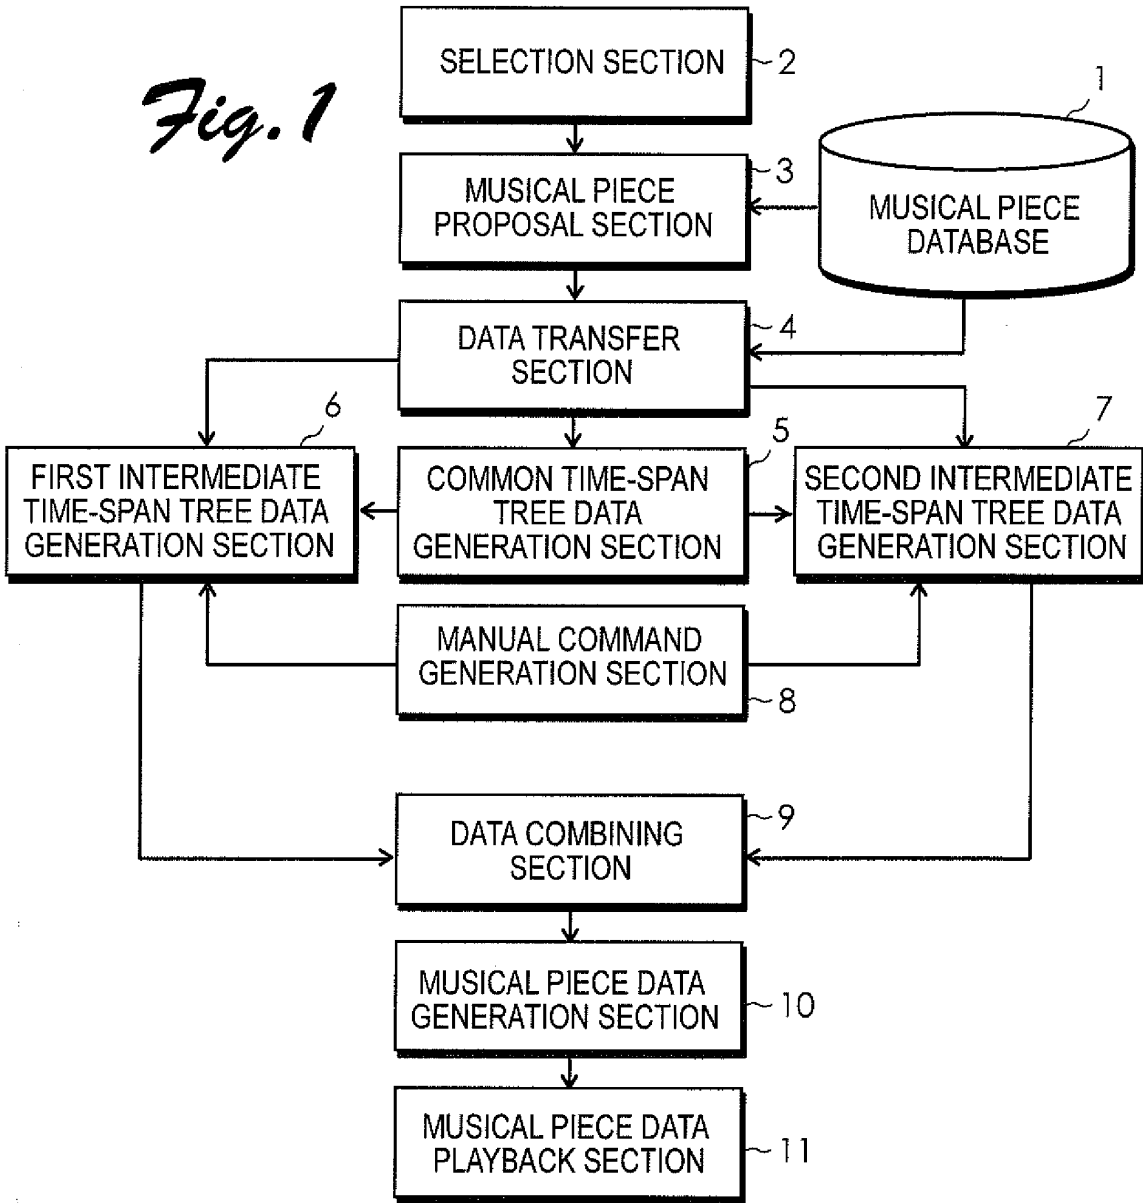 Fig. 1
SELECTION SECTION
2
1
MUSICAL PIECE
PROPOSAL SECTION
3
MUSICAL PIECE
DATABASE
DATA TRANSFER
SECTION
4
6
FIRST INTERMEDIATE
TIME-SPAN TREE DATA
GENERATION SECTION
5
COMMON TIME-SPAN
TREE DATA
GENERATION SECTION
7
SECOND INTERMEDIATE
TIME-SPAN TREE DATA
GENERATION SECTION
MANUAL COMMAND
GENERATION SECTION
8
DATA COMBINING
SECTION
9
MUSICAL PIECE DATA
GENERATION SECTION
10
MUSICAL PIECE DATA
PLAYBACK SECTION
11